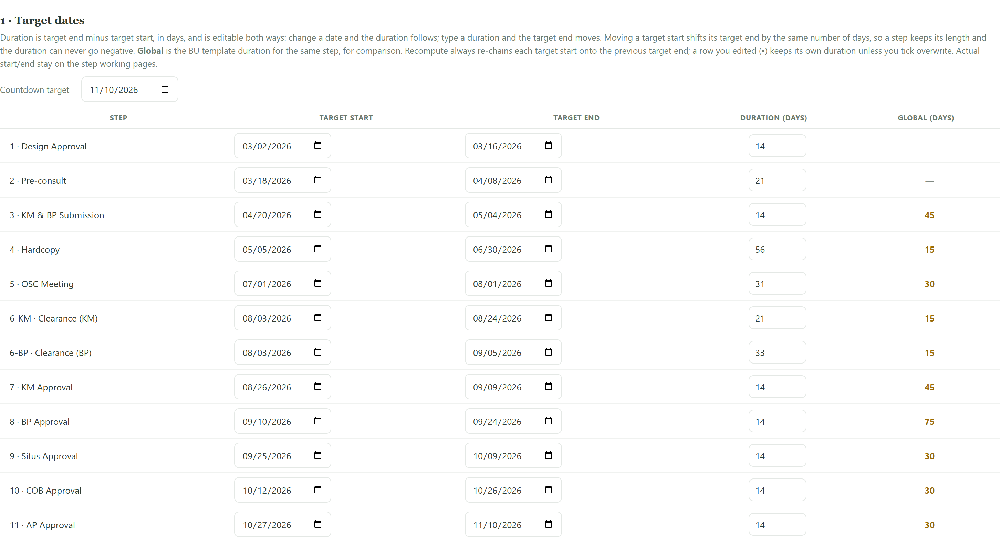 1 · Target dates
Duration is target end minus target start, in days, and is editable both ways: change a date and the duration follows; type a duration and the target end moves. Moving a target start shifts its target end by the same number of days, so a step keeps its length and
the duration can never go negative. Global is the BU template duration for the same step, for comparison. Recompute always re-chains each target start onto the previous target end; a row you edited (•) keeps its own duration unless you tick overwrite. Actual
start/end stay on the step working pages.
Countdown target 11/10/2026
STEP TARGET START TARGET END DURATION (DAYS) GLOBAL (DAYS)
1 · Design Approval 03/02/2026 03/16/2026 14 —
2 · Pre-consult 03/18/2026 04/08/2026 21 —
3 · KM & BP Submission 04/20/2026 05/04/2026 14 45
4 · Hardcopy 05/05/2026 06/30/2026 56 15
5 · OSC Meeting 07/01/2026 08/01/2026 31 30
6-KM · Clearance (KM) 08/03/2026 08/24/2026 21 15
6-BP · Clearance (BP) 08/03/2026 09/05/2026 33 15
7 · KM Approval 08/26/2026 09/09/2026 14 45
8 · BP Approval 09/10/2026 09/24/2026 14 75
9 · Sifus Approval 09/25/2026 10/09/2026 14 30
10 · COB Approval 10/12/2026 10/26/2026 14 30
11 · AP Approval 10/27/2026 11/10/2026 14 30